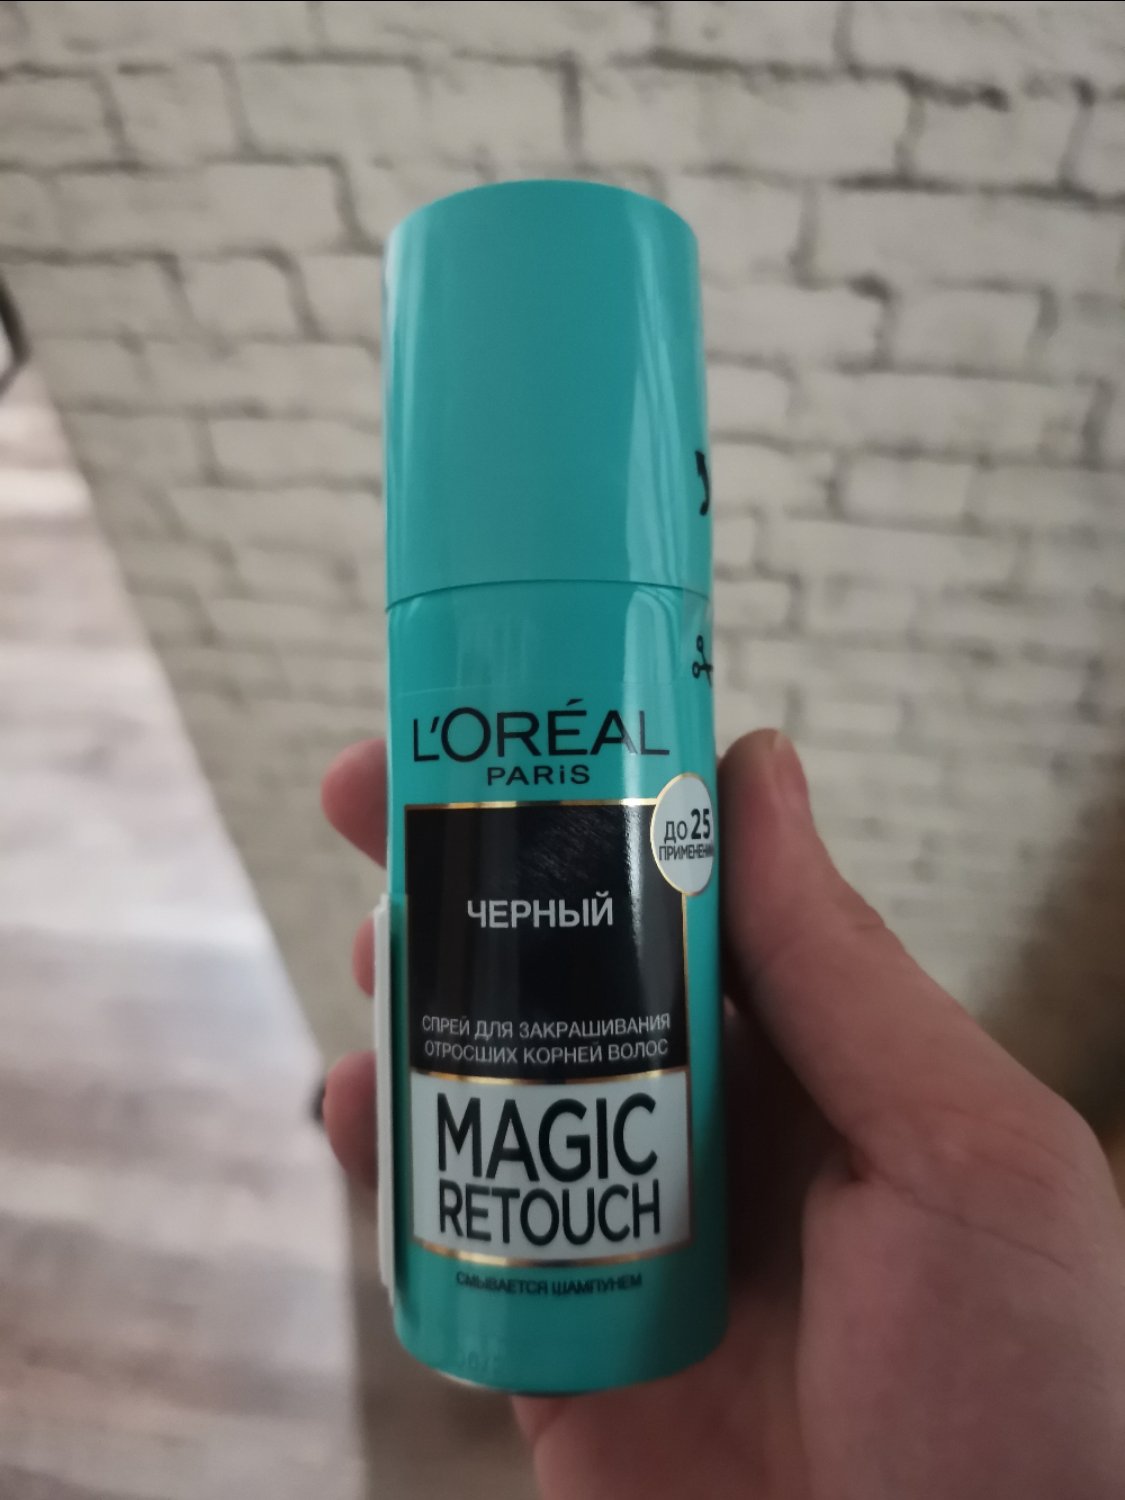 L'ORÉAL
PARIS
ДО 25
ПРИМЕНЕНИЙ
ЧЕРНЫЙ
СПРЕЙ ДЛЯ ЗАКРАШИВАНИЯ
ОТРОСШИХ КОРНЕЙ ВОЛОС
MAGIC
RETOUCH
СМЫВАЕТСЯ ШАМПУНЕМ